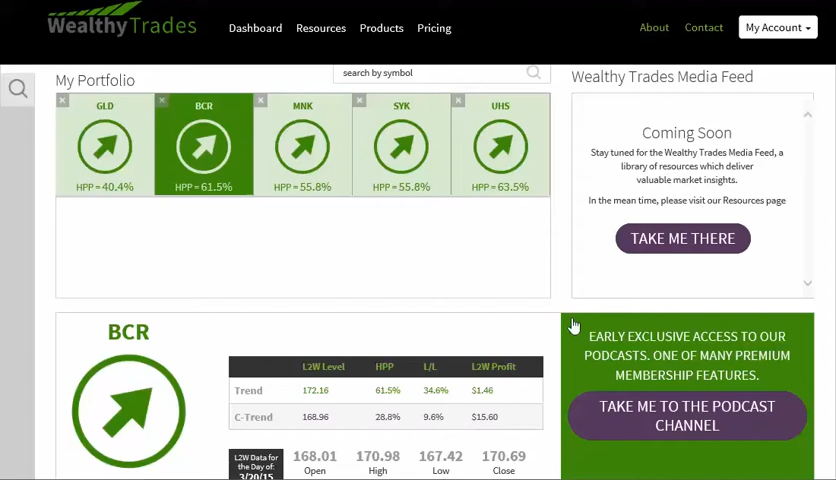 WealthyTrades
Dashboard Resources Products Pricing
About Contact My Account
My Portfolio
search by symbol
Wealthy Trades Media Feed
GLD BCR MNK SYK UHS
HPP = 40.4% HPP = 61.5% HPP = 55.8% HPP = 55.8% HPP = 63.5%
Coming Soon
Stay tuned for the Wealthy Trades Media Feed, a
library of resources which deliver
valuable market insights.
In the mean time, please visit our Resources page
TAKE ME THERE
BCR
L2W Level HPP L/L L2W Profit
Trend 172.16 61.5% 34.6% $1.46
C-Trend 168.96 28.8% 9.6% $15.60
L2W Data for
the Day of:
3/20/15
168.01 170.98 167.42 170.69
Open High Low Close
EARLY EXCLUSIVE ACCESS TO OUR
PODCASTS. ONE OF MANY PREMIUM
MEMBERSHIP FEATURES.
TAKE ME TO THE PODCAST
CHANNEL